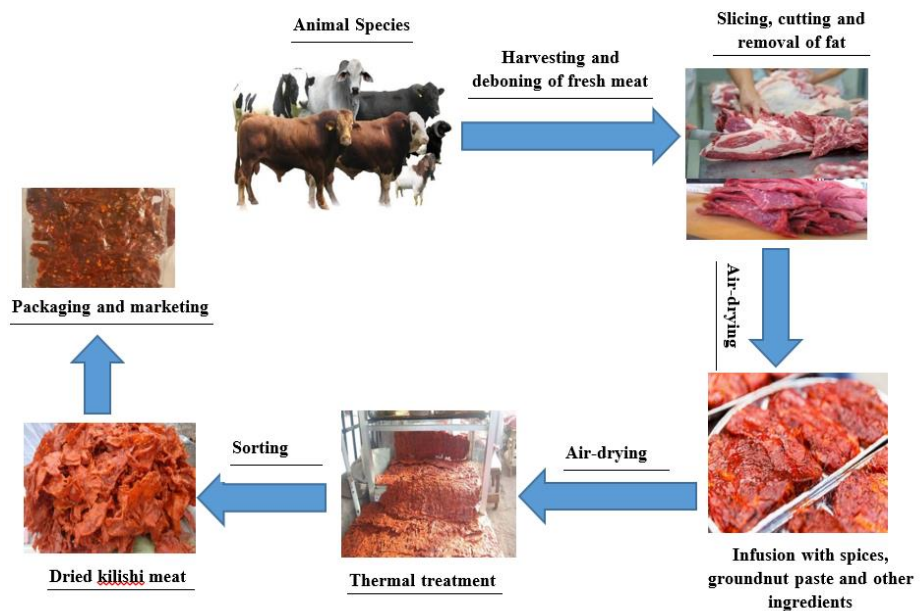 Animal Species
Harvesting and
deboning of fresh meat
Slicing, cutting and
removal of fat
Air-drying
Infusion with spices,
groundnut paste and other
ingredients
Air-drying
Thermal treatment
Sorting
Dried kilishi meat
Packaging and marketing